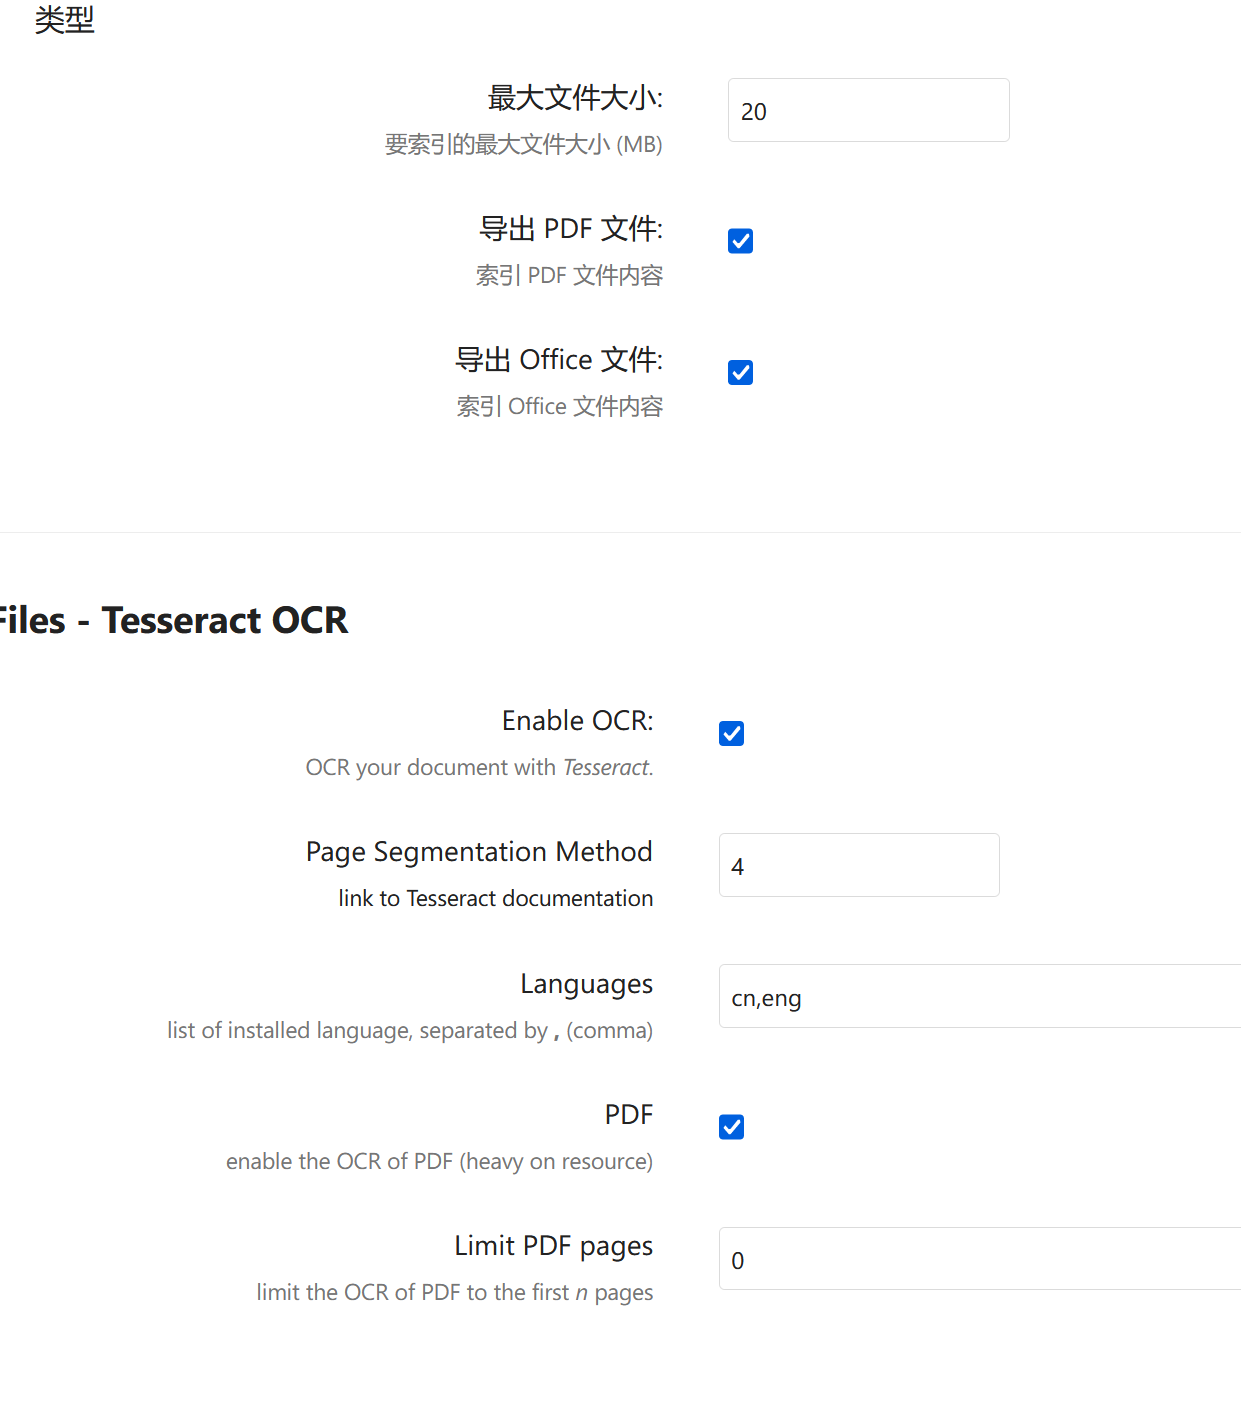 类型
最大文件大小:
20
要索引的最大文件大小 (MB)
导出 PDF 文件:
索引 PDF 文件内容
导出 Office 文件:
索引 Office 文件内容
Files - Tesseract OCR
Enable OCR:
OCR your document with Tesseract.
Page Segmentation Method
4
link to Tesseract documentation
Languages
cn,eng
list of installed language, separated by , (comma)
PDF
enable the OCR of PDF (heavy on resource)
Limit PDF pages
0
limit the OCR of PDF to the first n pages